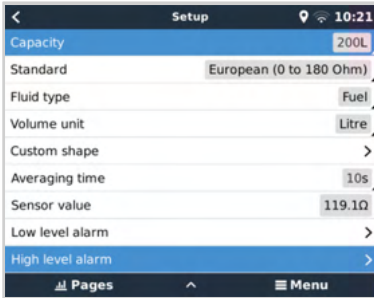 Setup 10:21
Capacity 200L
Standard European (0 to 180 Ohm)
Fluid type Fuel
Volume unit Litre
Custom shape
Averaging time 10s
Sensor value 119.1Ω
Low level alarm
High level alarm
Pages Menu